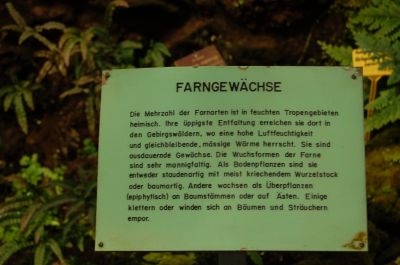 FARNGEWÄCHSE
Die Mehrzahl der Farnarten ist in feuchten Tropengebieten
heimisch. Ihre üppigste Entfaltung erreichen sie dort in
den Gebirgswäldern, wo eine hohe Luftfeuchtigkeit
und gleichbleibende, mässige Wärme herrscht. Sie sind
ausdauernde Gewächse. Die Wuchsformen der Farne
sind sehr mannigfaltig. Als Bodenpflanzen sind sie
entweder staudenartig mit meist kriechendem Wurzelstock
oder baumartig. Andere wachsen als Überpflanzen
(epiphytisch) an Baumstämmen oder auf Ästen. Einige
klettern oder winden sich an Bäumen und Sträuchern
empor.